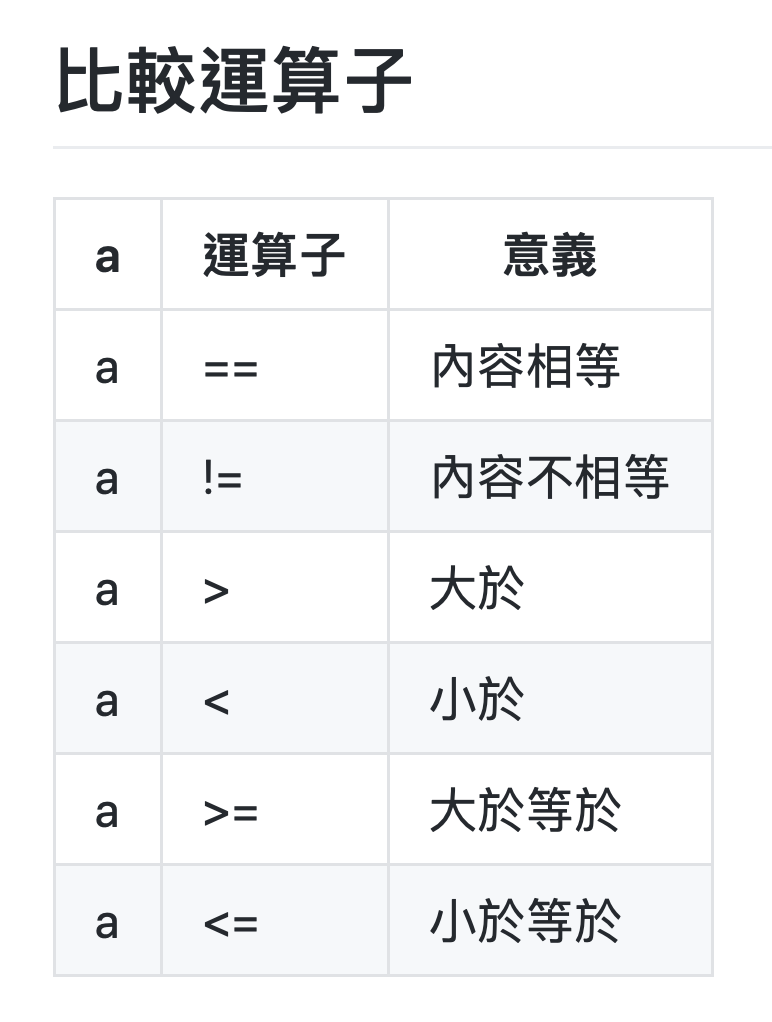 比較運算子
a 運算子 意義
a == 內容相等
a != 內容不相等
a > 大於
a < 小於
a >= 大於等於
a <= 小於等於